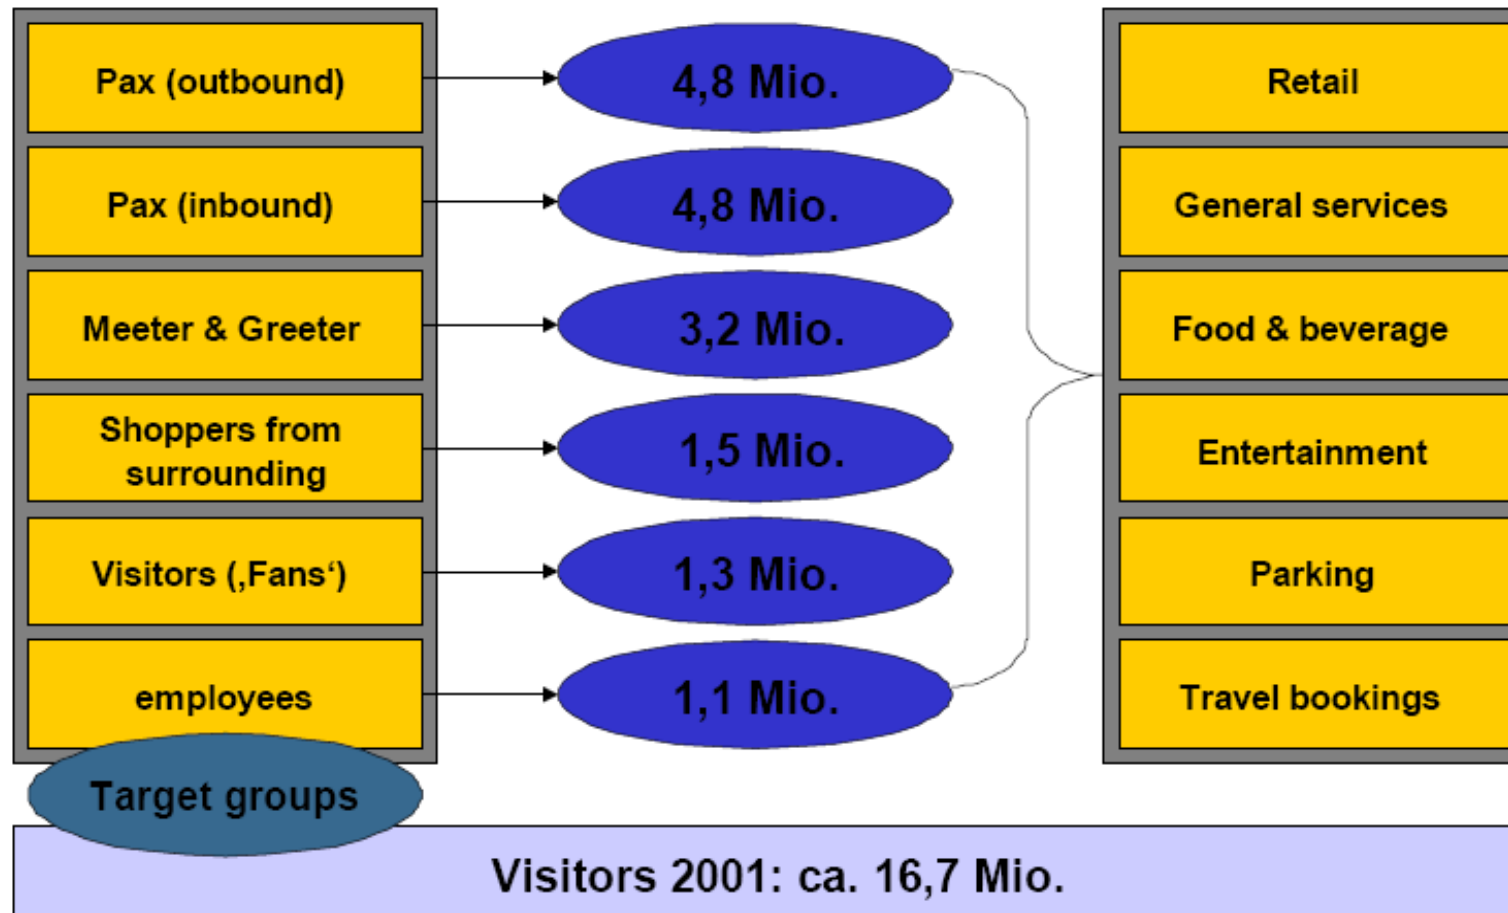 Pax (outbound)
4,8 Mio.
Retail
Pax (inbound)
4,8 Mio.
General services
Meeter & Greeter
3,2 Mio.
Food & beverage
Shoppers from
surrounding
1,5 Mio.
Entertainment
Visitors (‚Fans‘)
1,3 Mio.
Parking
employees
1,1 Mio.
Travel bookings
Target groups
Visitors 2001: ca. 16,7 Mio.